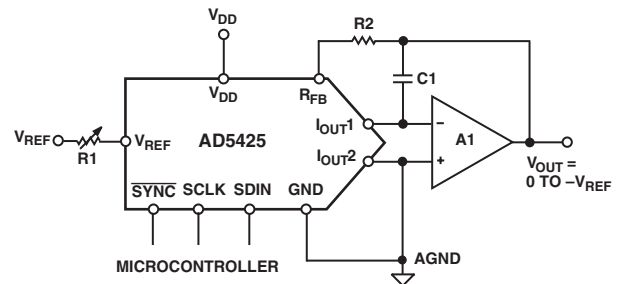 VDD
R2
VDD
RFB
C1
VREF
R1
VREF
AD5425
IOUT1
IOUT2
–
+
A1
VOUT =
0 TO –VREF
SYNC SCLK SDIN GND
MICROCONTROLLER
AGND